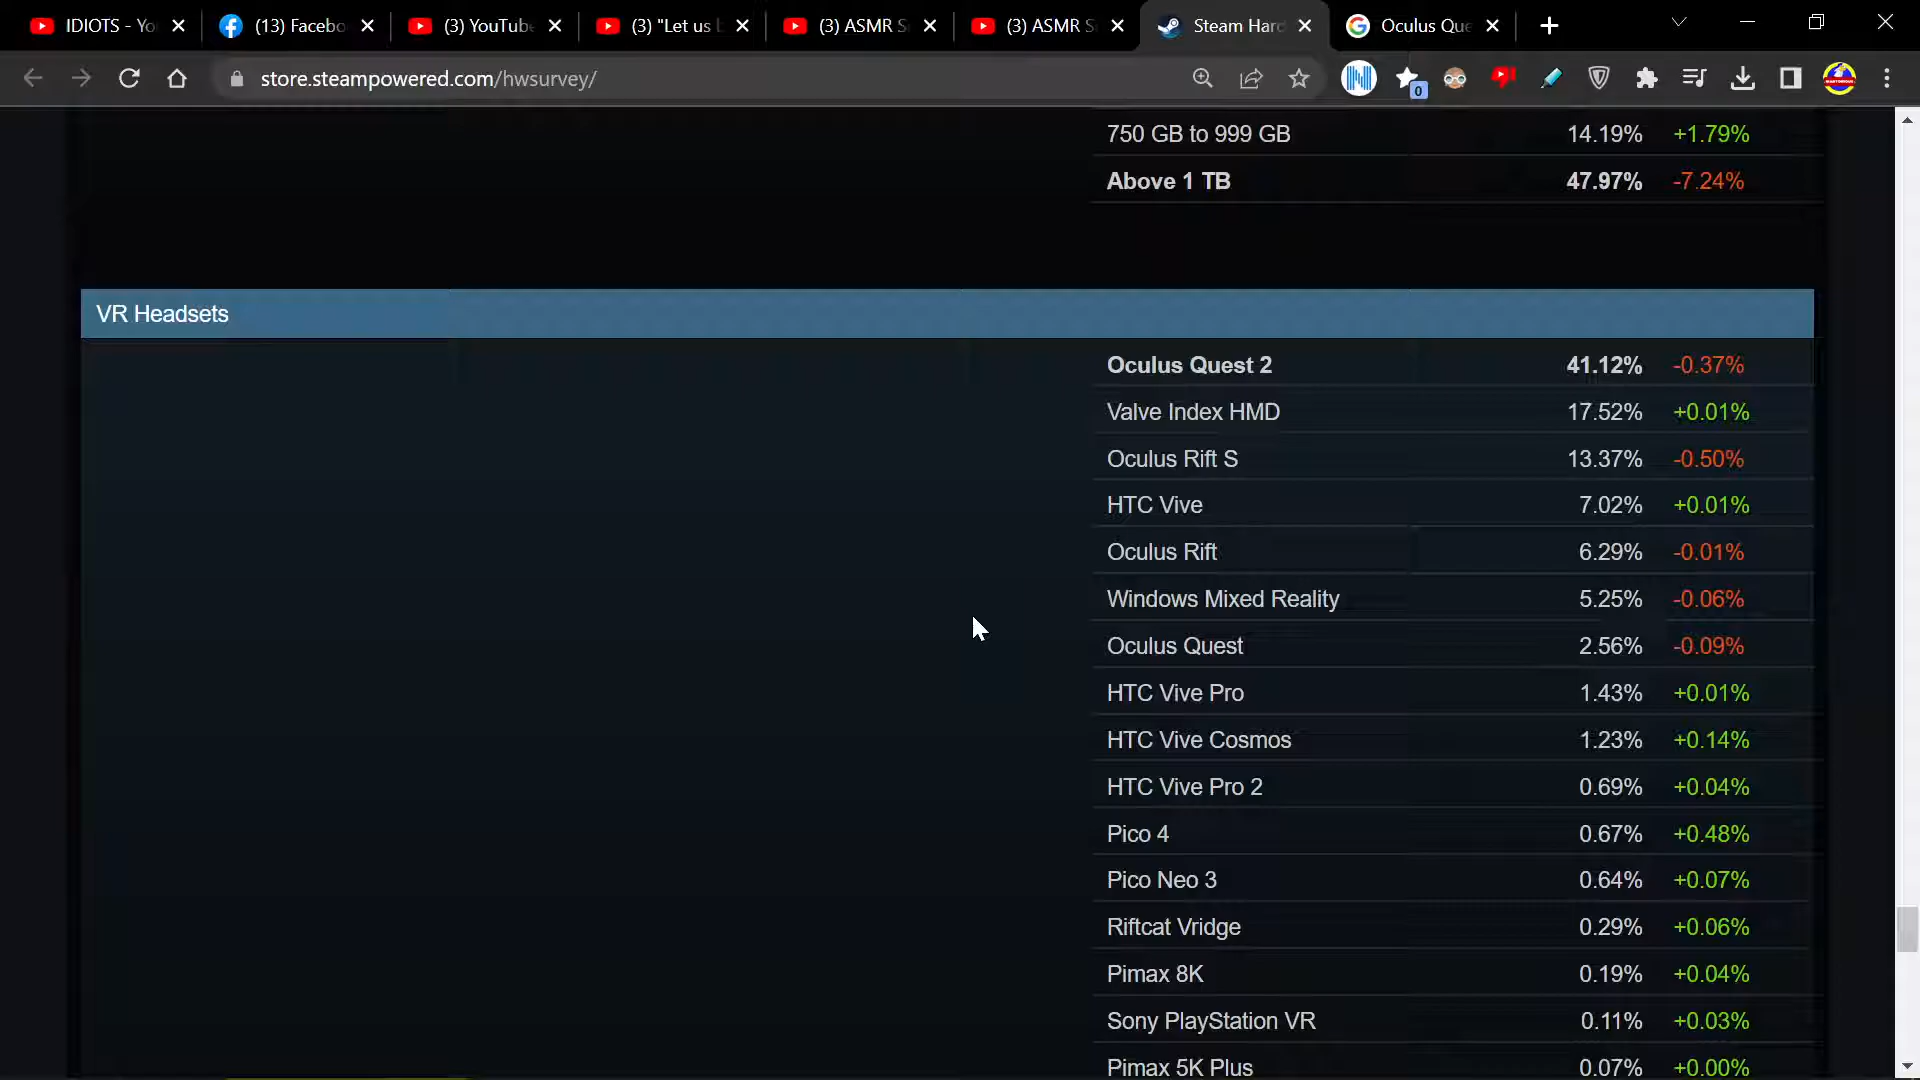 IDIOTS - Yo
(13) Facebo
(3) YouTube
(3) "Let us b
(3) ASMR S
(3) ASMR S
Steam Hard
Oculus Que
store.steampowered.com/hwsurvey/
0
750 GB to 999 GB 14.19% +1.79%
Above 1 TB 47.97% -7.24%
VR Headsets
Oculus Quest 2 41.12% -0.37%
Valve Index HMD 17.52% +0.01%
Oculus Rift S 13.37% -0.50%
HTC Vive 7.02% +0.01%
Oculus Rift 6.29% -0.01%
Windows Mixed Reality 5.25% -0.06%
Oculus Quest 2.56% -0.09%
HTC Vive Pro 1.43% +0.01%
HTC Vive Cosmos 1.23% +0.14%
HTC Vive Pro 2 0.69% +0.04%
Pico 4 0.67% +0.48%
Pico Neo 3 0.64% +0.07%
Riftcat Vridge 0.29% +0.06%
Pimax 8K 0.19% +0.04%
Sony PlayStation VR 0.11% +0.03%
Pimax 5K Plus 0.07% +0.00%